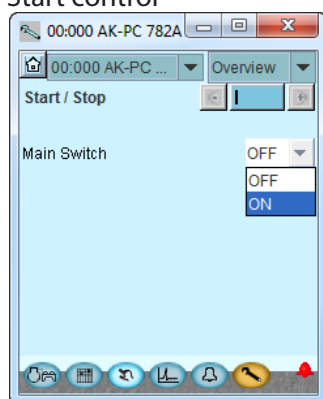 Start control
00:000 AK-PC 782A
00:000 AK-PC ... Overview
Start / Stop
Main Switch OFF
OFF
ON